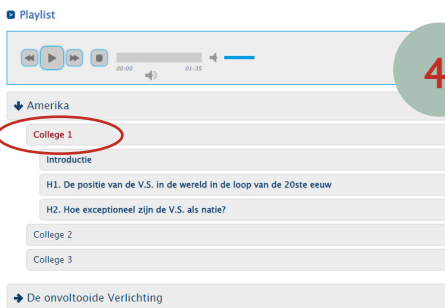 Playlist
00:00
01:35
4
Amerika
College 1
Introductie
H1. De positie van de V.S. in de wereld in de loop van de 20ste eeuw
H2. Hoe exceptioneel zijn de V.S. als natie?
College 2
College 3
De onvoltooide Verlichting